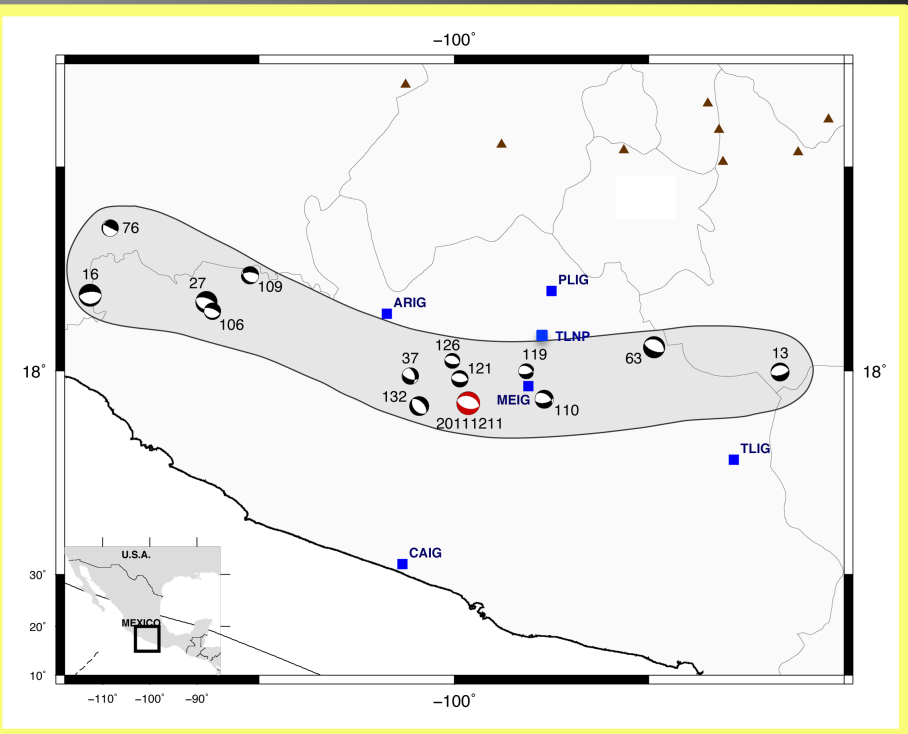 −100˚
76
16
109
27
106
PLIG
ARIG
TLNP
126
119
63
13
37
121
18˚
18˚
132
MEIG
110
20111211
TLIG
CAIG
U.S.A.
30˚
MEXICO
20˚
10˚
−110˚ −100˚ −90˚
−100˚